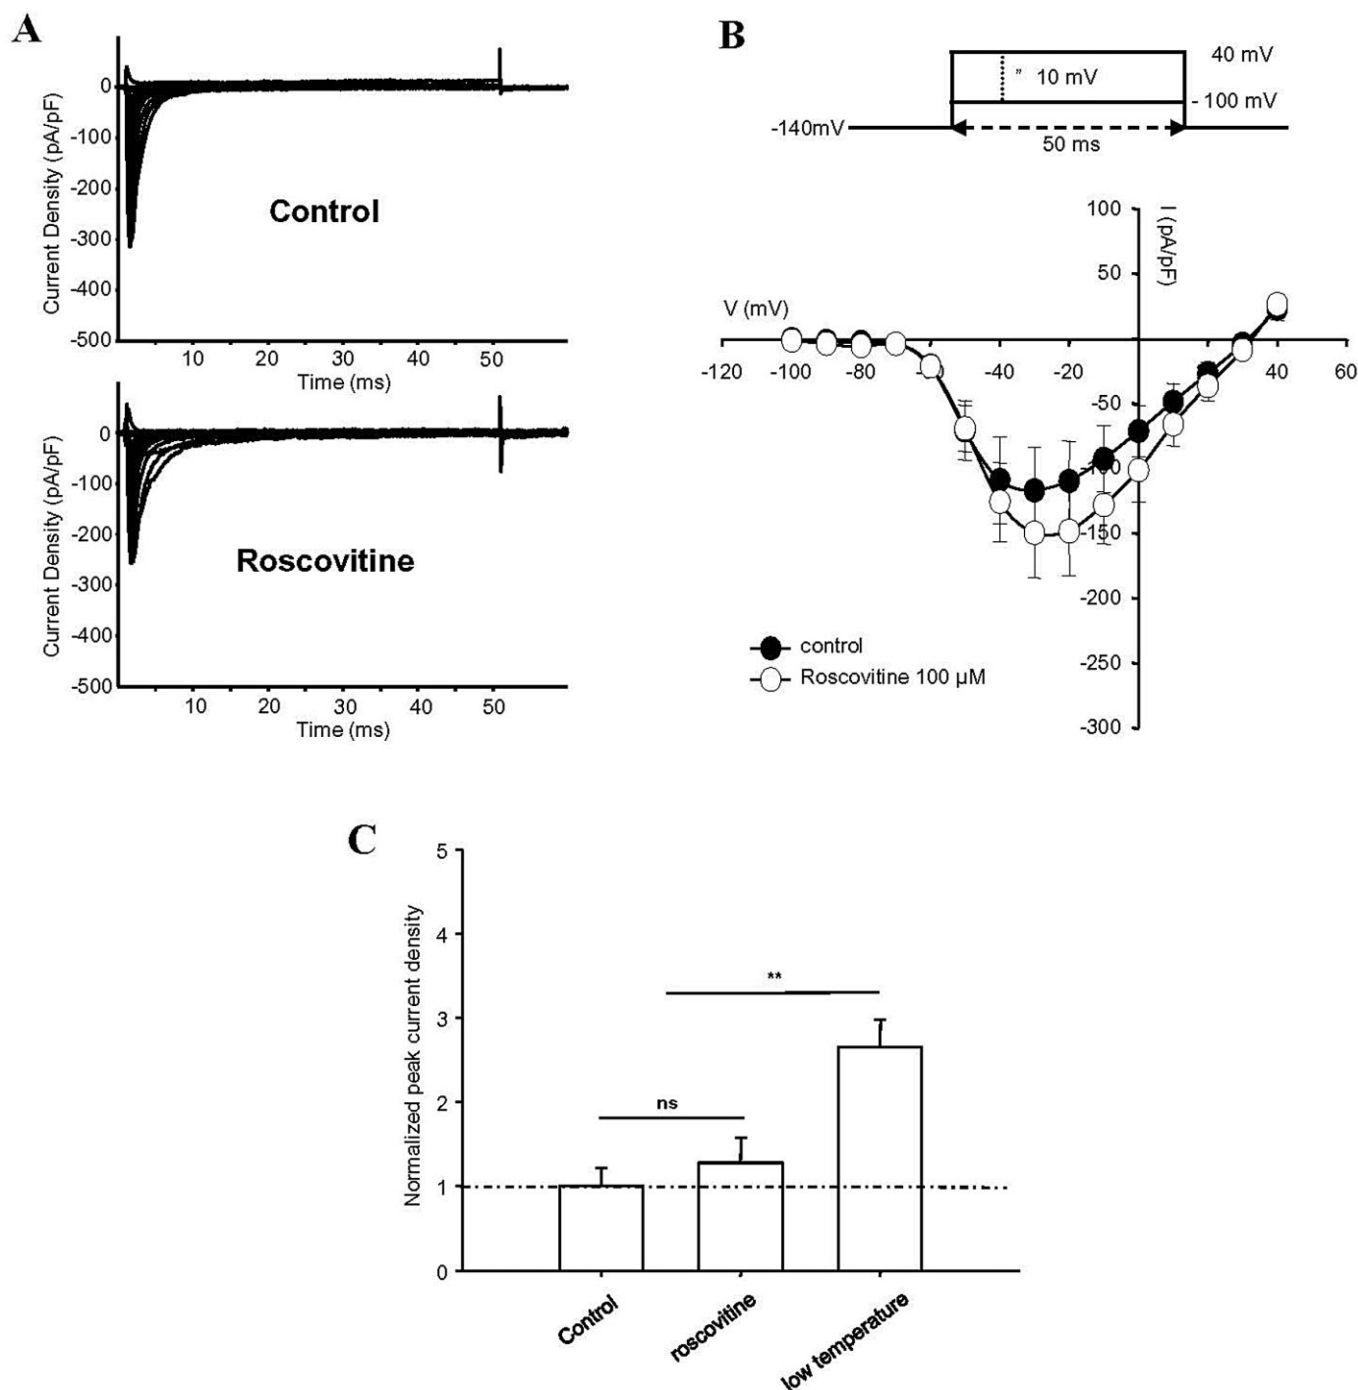 A
0
-100
-200
-300
-400
-500
Current Density (pA/pF)
Control
10 20 30 40 50
Time (ms)
0
-100
-200
-300
-400
-500
Current Density (pA/pF)
Roscovitine
10 20 30 40 50
Time (ms)
B
40 mV
” 10 mV
- 100 mV
-140mV
50 ms
100
50
I (pA/pF)
V (mV)
-120 -100 -80 -40 -20 20 40 60
-50
-100
-150
-200
-250
-300
control
Roscovitine 100 µM
C
5
4
3
2
1
0
Normalized peak current density
**
ns
Control
roscovitine
low temperature